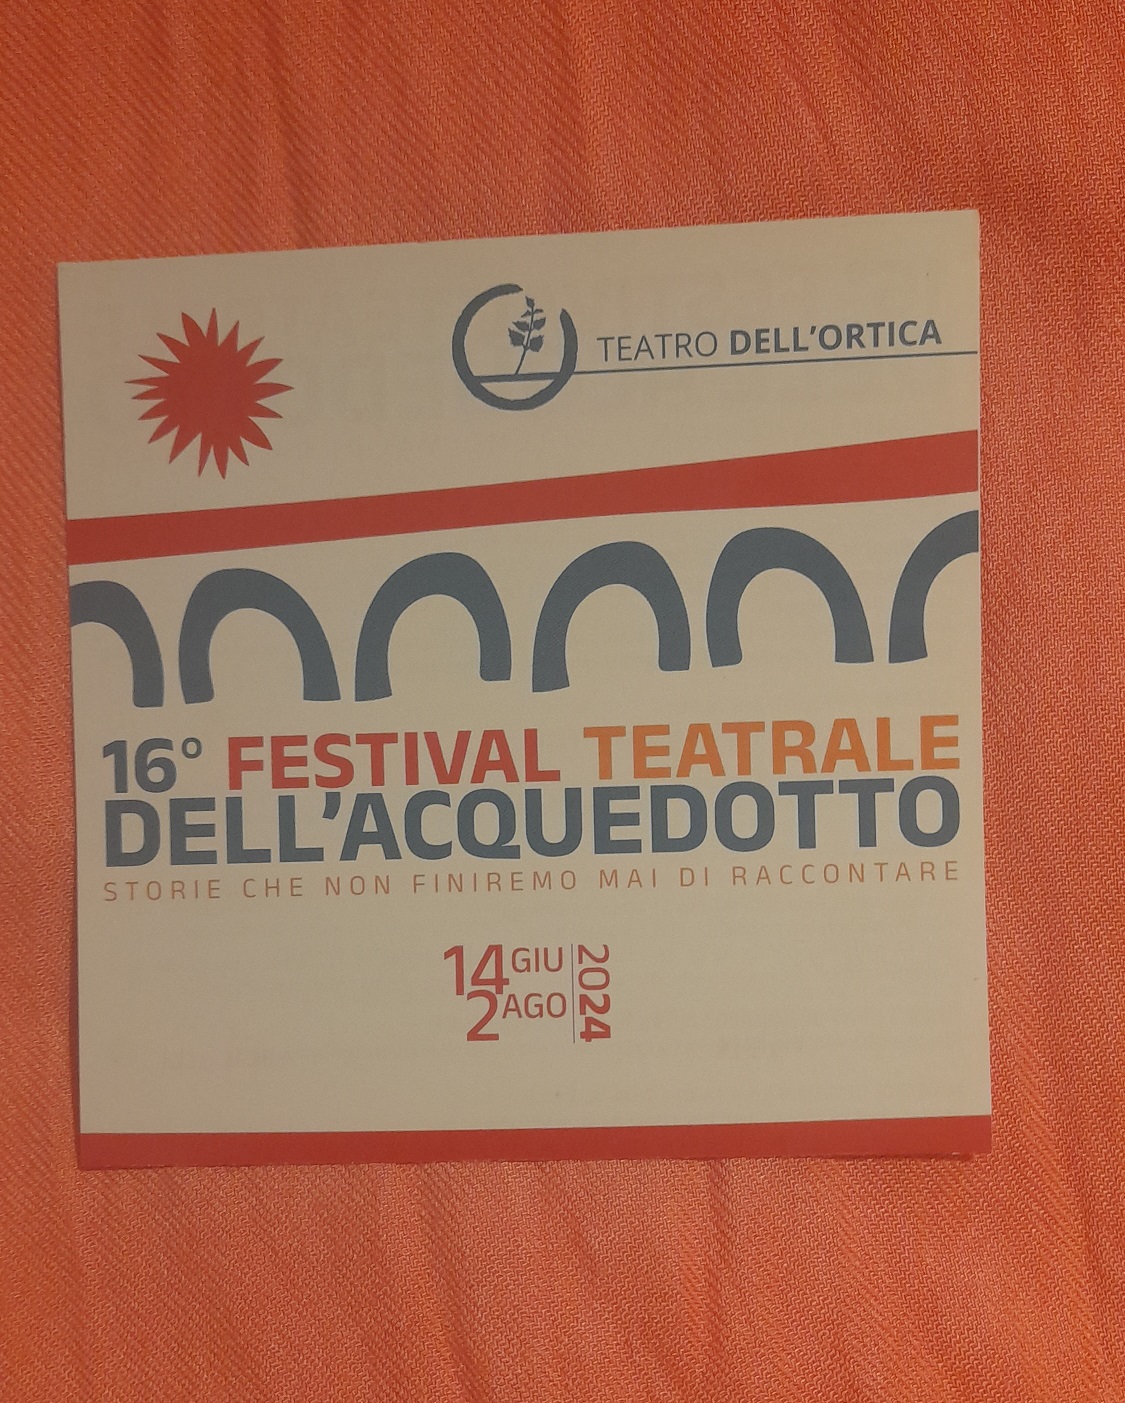 TEATRO DELL'ORTICA
16° FESTIVAL TEATRALE
DELL'ACQUEDOTTO
STORIE CHE NON FINIREMO MAI DI RACCONTARE
14 GIU
2 AGO
2024